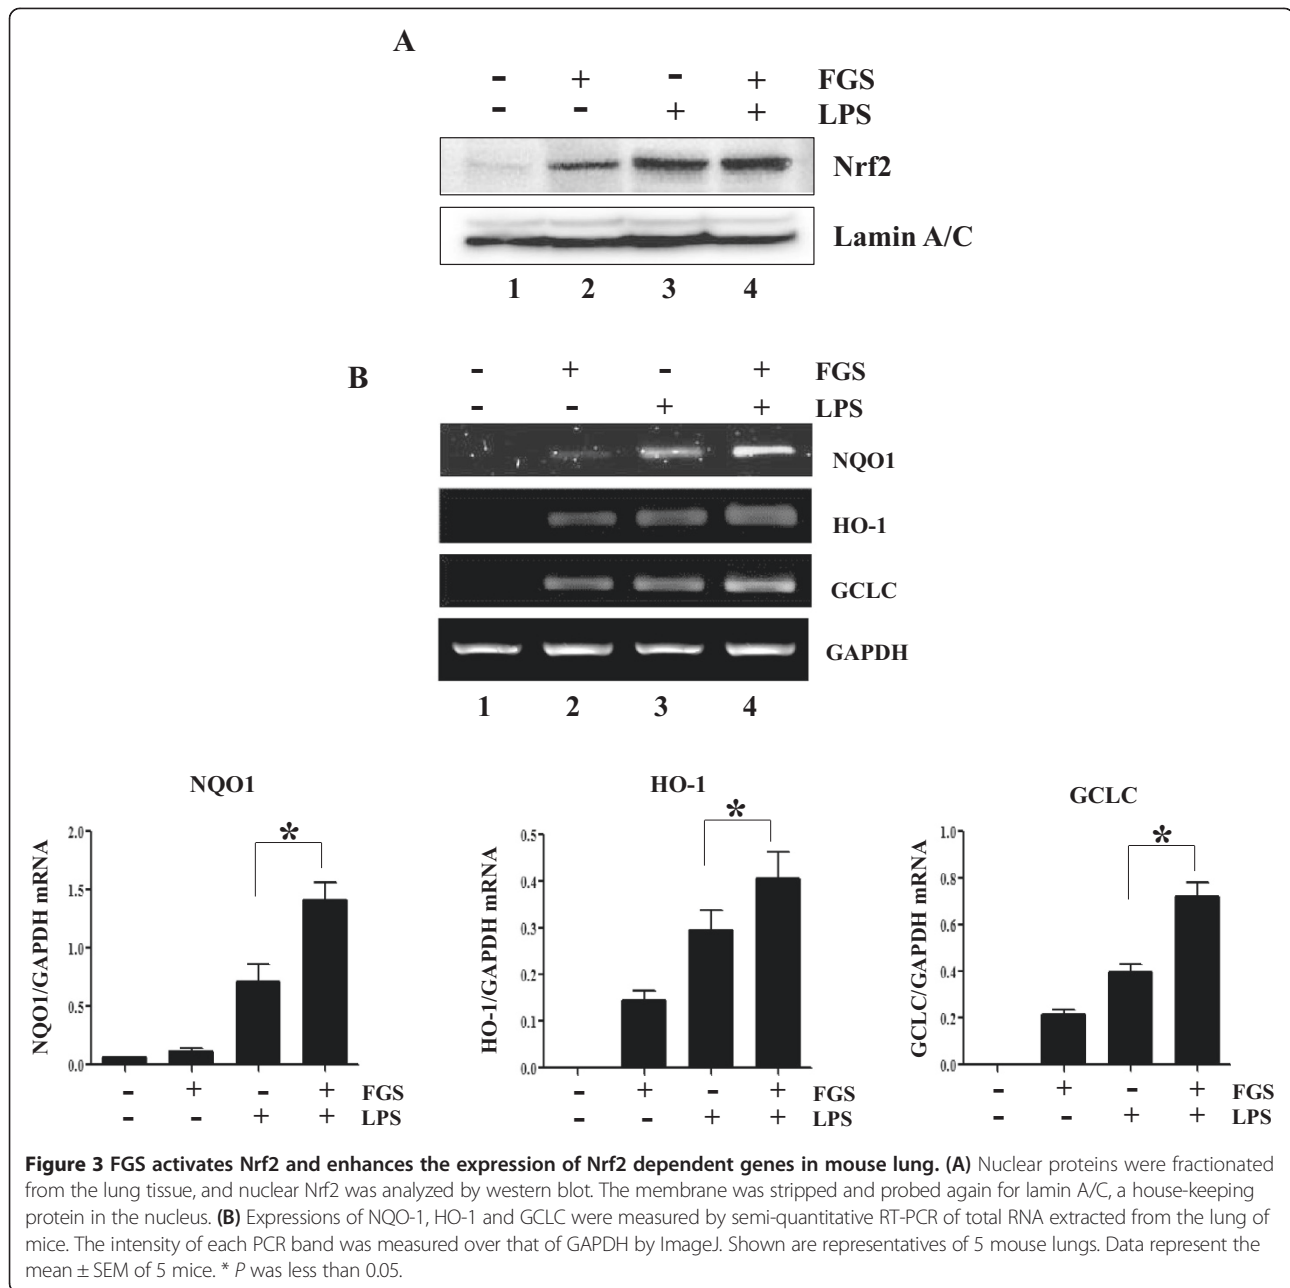 A
- + - + FGS
- - + + LPS
Nrf2
Lamin A/C
1 2 3 4
B
- + - + FGS
- - + + LPS
NQO1
HO-1
GCLC
GAPDH
1 2 3 4
NQO1
*
NQO1/GAPDH mRNA
2.0
1.5
1.0
0.5
0.0
- + - + FGS
- - + + LPS
HO-1
*
HO-1/GAPDH mRNA
0.5
0.4
0.3
0.2
0.1
0.0
- + - + FGS
- - + + LPS
GCLC
*
GCLC/GAPDH mRNA
1.0
0.8
0.6
0.4
0.2
0.0
- + - + FGS
- - + + LPS
Figure 3 FGS activates Nrf2 and enhances the expression of Nrf2 dependent genes in mouse lung. (A) Nuclear proteins were fractionated
from the lung tissue, and nuclear Nrf2 was analyzed by western blot. The membrane was stripped and probed again for lamin A/C, a house-keeping
protein in the nucleus. (B) Expressions of NQO-1, HO-1 and GCLC were measured by semi-quantitative RT-PCR of total RNA extracted from the lung of
mice. The intensity of each PCR band was measured over that of GAPDH by ImageJ. Shown are representatives of 5 mouse lungs. Data represent the
mean ± SEM of 5 mice. * P was less than 0.05.